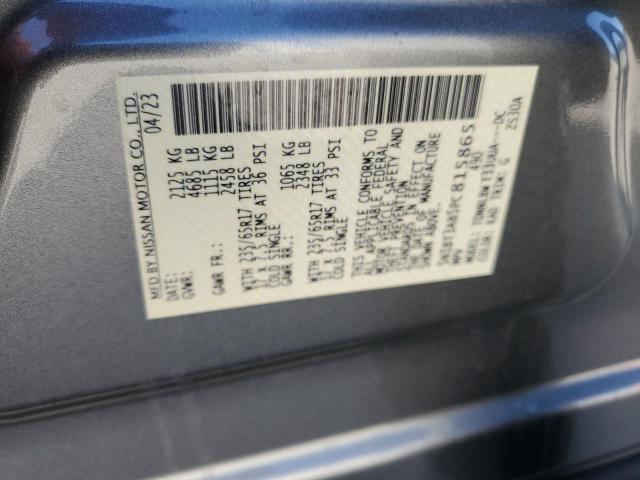 MFD BY NISSAN MOTOR CO., LTD.
DATE: 04/23
GVWR: 2125 KG
4685 LB
GAWR FR.: 1115 KG
2458 LB
WITH 235/65R17 TIRES
17 X 7.5 RIMS AT 36 PSI
COLD SINGLE
GAWR RR.: 1065 KG
2348 LB
WITH 235/65R17 TIRES
17 X 7.5 RIMS AT 33 PSI
COLD SINGLE
THIS VEHICLE CONFORMS TO
ALL APPLICABLE FEDERAL
MOTOR VEHICLE SAFETY AND
THEFT PREVENTION
STANDARDS IN EFFECT ON
THE DATE OF MANUFACTURE
SHOWN ABOVE.
5N1BT3AB5PC815865
MPV 490
MODEL: DC
COLOR: KAD TRIM: G ZS30A